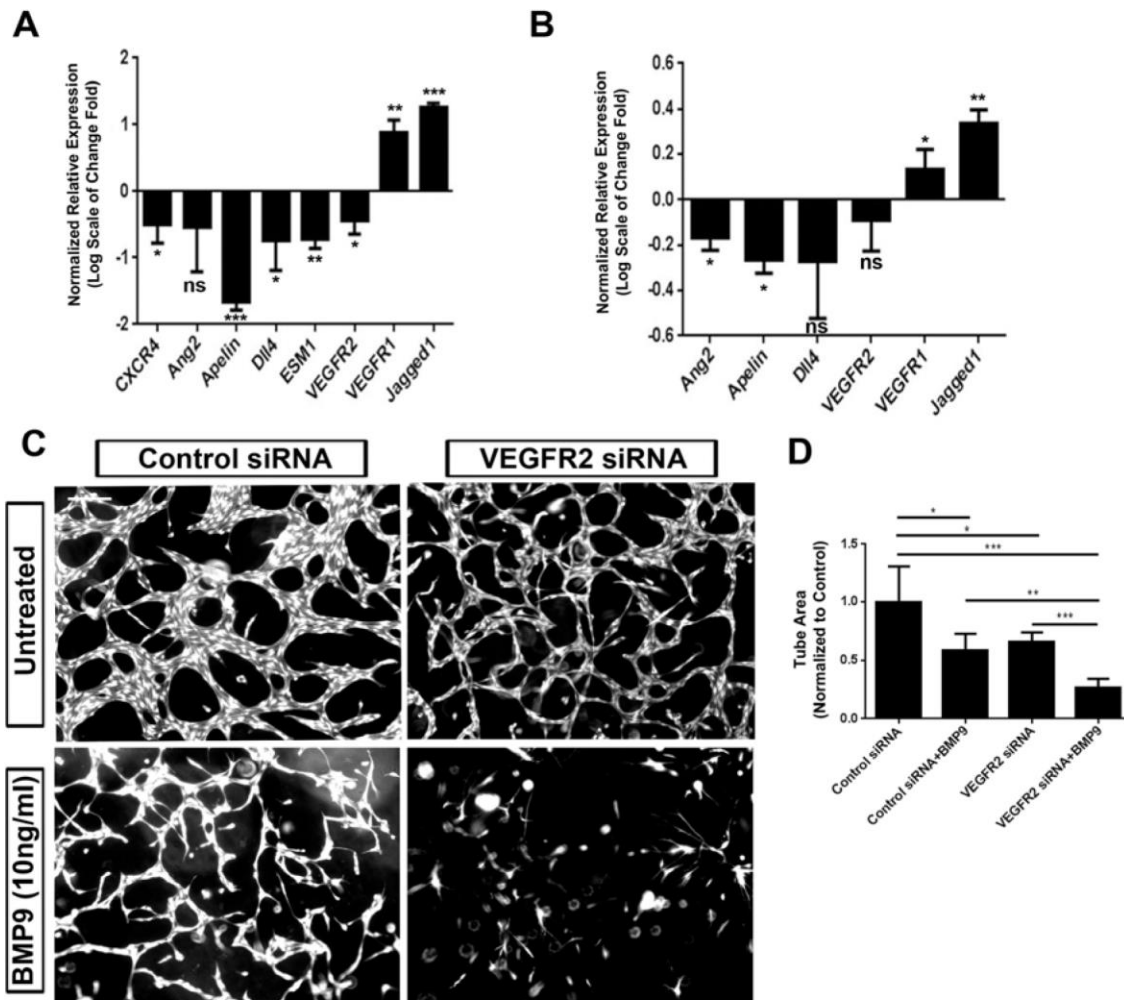 A
Normalized Relative Expression
(Log Scale of Change Fold)
2
1
0
-1
-2
**
***
*
ns
***
*
**
*
CXCR4
Ang2
Apelin
Dll4
ESM1
VEGFR2
VEGFR1
Jagged1
B
Normalized Relative Expression
(Log Scale of Change Fold)
0.6
0.4
0.2
0.0
-0.2
-0.4
-0.6
**
*
*
*
ns
ns
Ang2
Apelin
Dll4
VEGFR2
VEGFR1
Jagged1
C
Control siRNA
VEGFR2 siRNA
Untreated
BMP9 (10ng/ml)
D
Tube Area
(Normalized to Control)
1.5
1.0
0.5
0.0
*
*
***
**
***
Control siRNA
Control siRNA+BMP9
VEGFR2 siRNA
VEGFR2 siRNA+BMP9